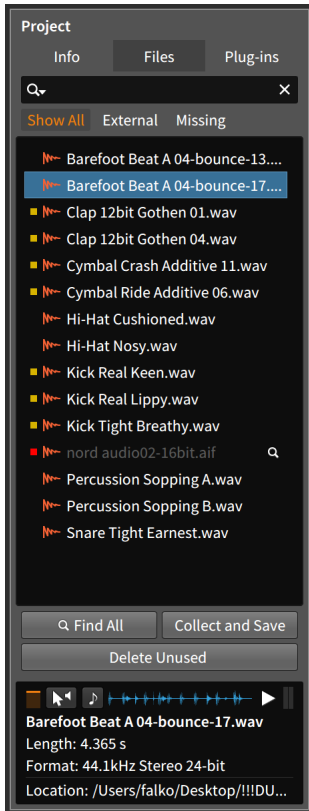 Project
Info Files Plug-ins
Show All External Missing
Barefoot Beat A 04-bounce-13....
Barefoot Beat A 04-bounce-17....
Clap 12bit Gothen 01.wav
Clap 12bit Gothen 04.wav
Cymbal Crash Additive 11.wav
Cymbal Ride Additive 06.wav
Hi-Hat Cushioned.wav
Hi-Hat Nosy.wav
Kick Real Keen.wav
Kick Real Lippy.wav
Kick Tight Breathy.wav
nord audio02-16bit.aif
Percussion Sopping A.wav
Percussion Sopping B.wav
Snare Tight Earnest.wav
Find All Collect and Save
Delete Unused
Barefoot Beat A 04-bounce-17.wav
Length: 4.365 s
Format: 44.1kHz Stereo 24-bit
Location: /Users/falko/Desktop/!!!DU...